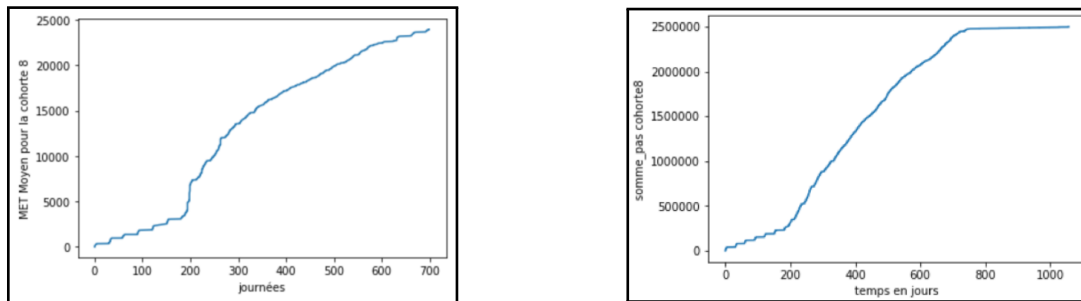 MET Moyen pour la cohorte 8
25000
20000
15000
10000
5000
0
0 100 200 300 400 500 600 700
journées
somme_pas cohorte8
2500000
2000000
1500000
1000000
500000
0
0 200 400 600 800 1000
temps en jours